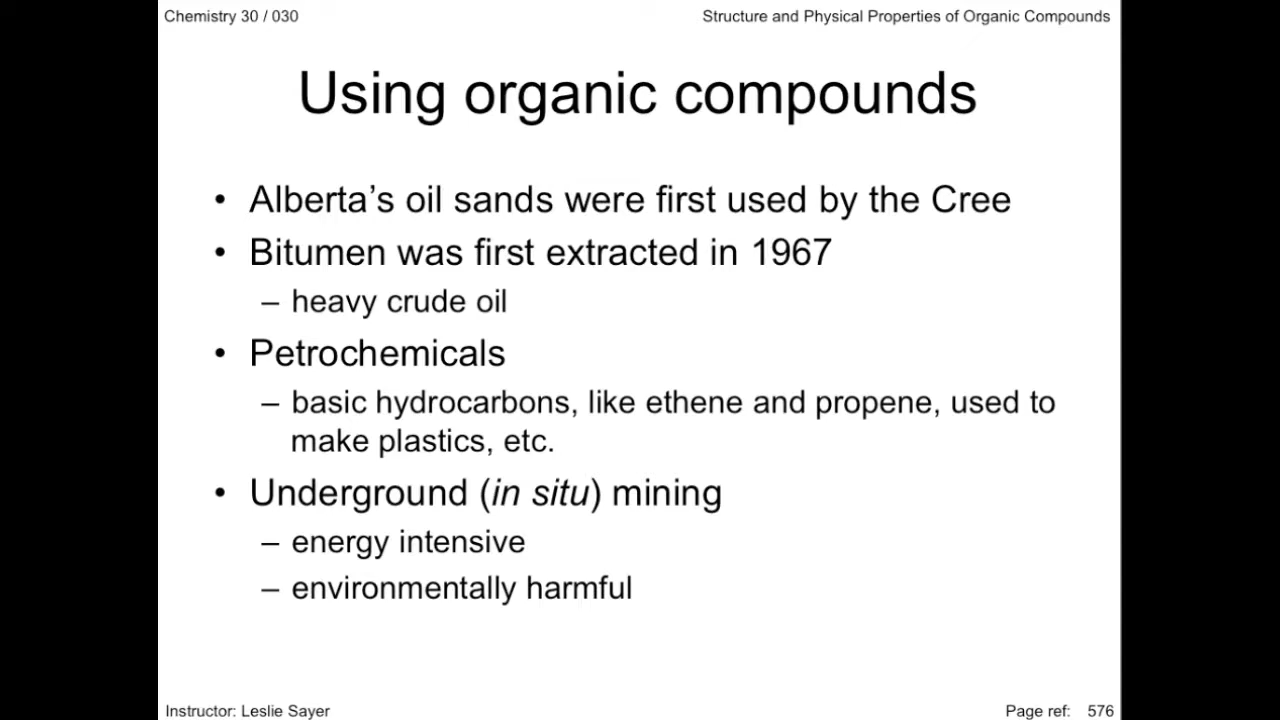 Chemistry 30 / 030
Structure and Physical Properties of Organic Compounds
Using organic compounds
• Alberta's oil sands were first used by the Cree
• Bitumen was first extracted in 1967
– heavy crude oil
• Petrochemicals
– basic hydrocarbons, like ethene and propene, used to
make plastics, etc.
• Underground (in situ) mining
– energy intensive
– environmentally harmful
Instructor: Leslie Sayer
Page ref: 576